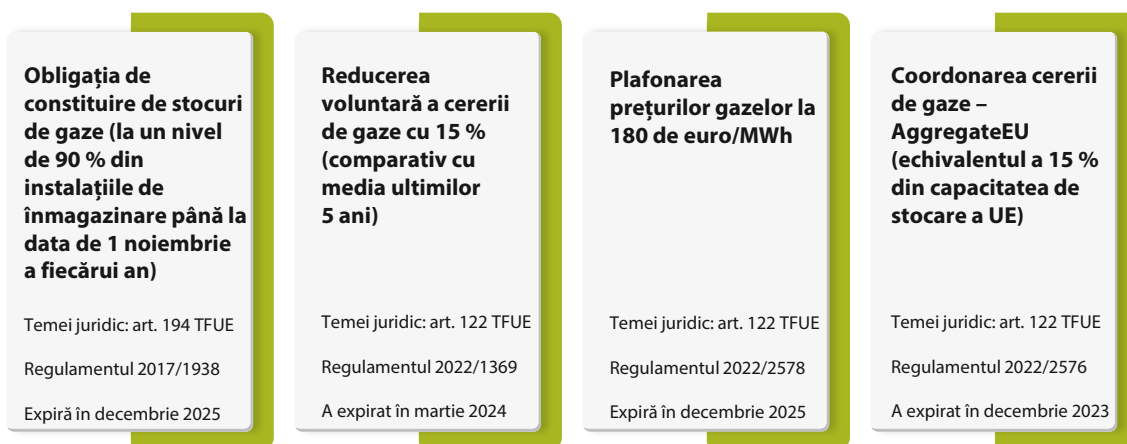 Obligația de
constituire de stocuri
de gaze (la un nivel
de 90 % din
instalațiile de
înmagazinare până la
data de 1 noiembrie
a fiecărui an)
Temei juridic: art. 194 TFUE
Regulamentul 2017/1938
Expiră în decembrie 2025
Reducerea
voluntară a cererii
de gaze cu 15 %
(comparativ cu
media ultimilor
5 ani)
Temei juridic: art. 122 TFUE
Regulamentul 2022/1369
A expirat în martie 2024
Plafonarea
prețurilor gazelor la
180 de euro/MWh
Temei juridic: art. 122 TFUE
Regulamentul 2022/2578
Expiră în decembrie 2025
Coordonarea cererii
de gaze –
AggregateEU
(echivalentul a 15 %
din capacitatea de
stocare a UE)
Temei juridic: art. 122 TFUE
Regulamentul 2022/2576
A expirat în decembrie 2023